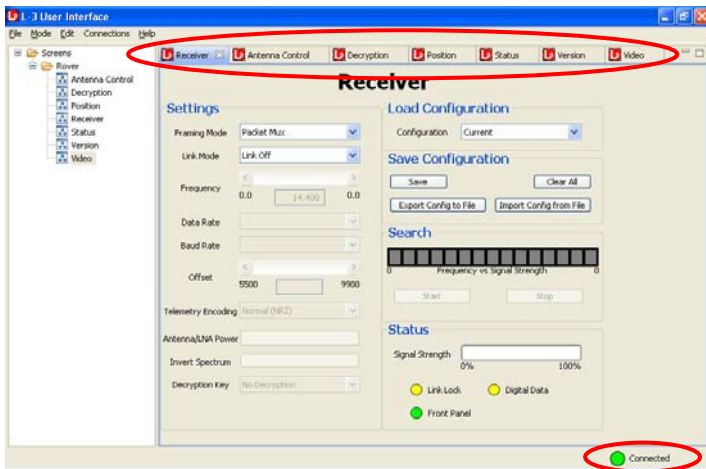 L-3 User Interface
File Mode Edit Connections Help
Screens
Rover
Antenna Control
Decryption
Position
Receiver
Status
Version
Video
Receiver Antenna Control Decryption Position Status Version Video
Receiver
Settings
Framing Mode Packet Mux
Link Mode Link Off
Frequency
0.0 14.400 0.0
Data Rate
Baud Rate
Offset
5500 9900
Telemetry Encoding Normal (NRZ)
Antenna/LNA Power
Invert Spectrum
Decryption Key No Decryption
Load Configuration
Configuration Current
Save Configuration
Save Clear All
Export Config to File Import Config from File
Search
0 Frequency vs Signal Strength 0
Start Stop
Status
Signal Strength
0% 100%
Link Lock Digital Data
Front Panel
Connected